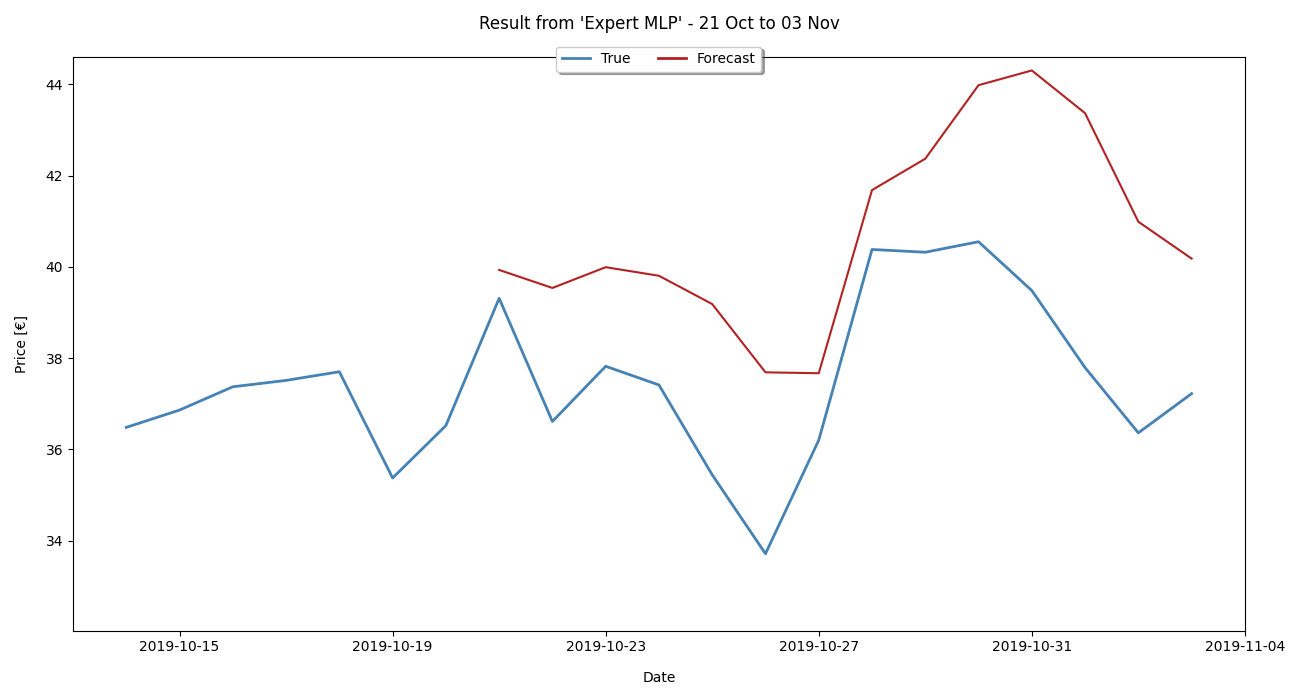 Result from 'Expert MLP' - 21 Oct to 03 Nov
True Forecast
Price [€]
44
42
40
38
36
34
2019-10-15 2019-10-19 2019-10-23 2019-10-27 2019-10-31 2019-11-04
Date